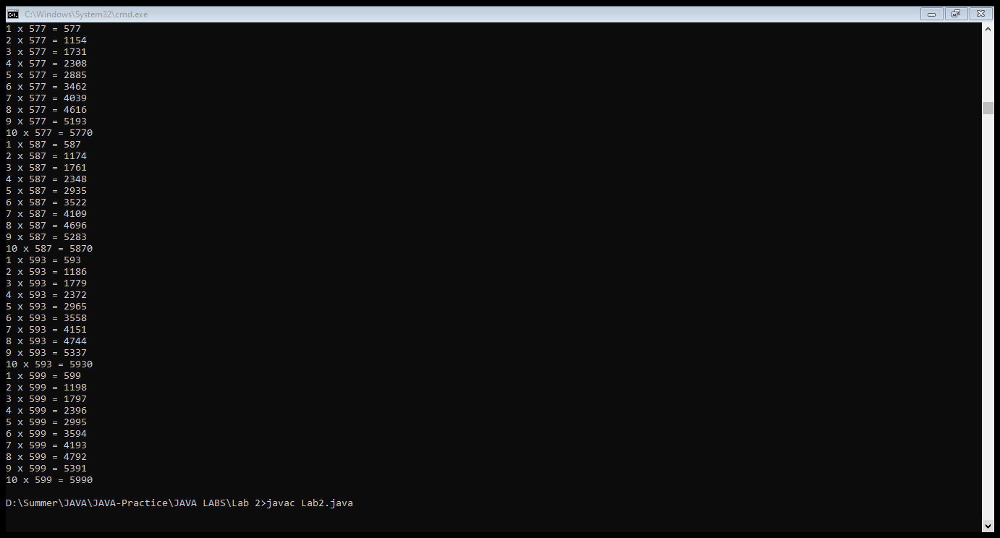 C:\Windows\System32\cmd.exe
1 x 577 = 577
2 x 577 = 1154
3 x 577 = 1731
4 x 577 = 2308
5 x 577 = 2885
6 x 577 = 3462
7 x 577 = 4039
8 x 577 = 4616
9 x 577 = 5193
10 x 577 = 5770
1 x 587 = 587
2 x 587 = 1174
3 x 587 = 1761
4 x 587 = 2348
5 x 587 = 2935
6 x 587 = 3522
7 x 587 = 4109
8 x 587 = 4696
9 x 587 = 5283
10 x 587 = 5870
1 x 593 = 593
2 x 593 = 1186
3 x 593 = 1779
4 x 593 = 2372
5 x 593 = 2965
6 x 593 = 3558
7 x 593 = 4151
8 x 593 = 4744
9 x 593 = 5337
10 x 593 = 5930
1 x 599 = 599
2 x 599 = 1198
3 x 599 = 1797
4 x 599 = 2396
5 x 599 = 2995
6 x 599 = 3594
7 x 599 = 4193
8 x 599 = 4792
9 x 599 = 5391
10 x 599 = 5990
D:\Summer\JAVA\JAVA-Practice\JAVA LABS\Lab 2>javac Lab2.java